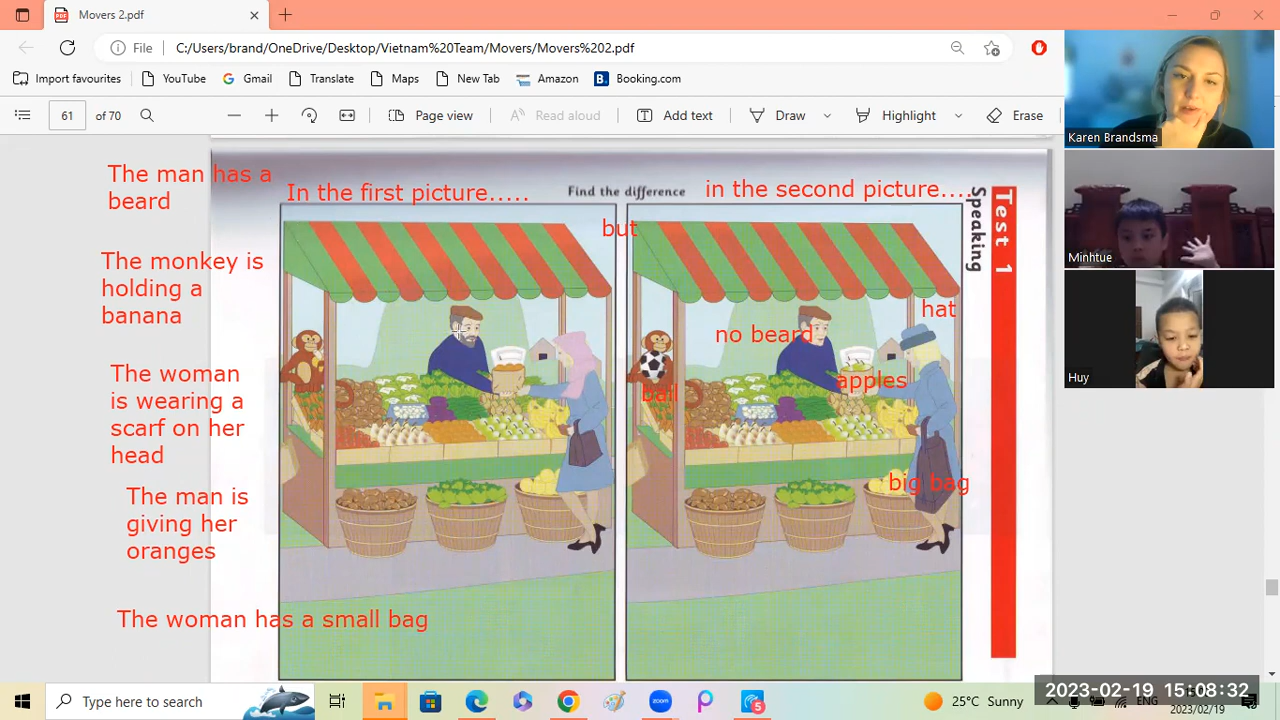 Movers 2.pdf
File
C:/Users/brand/OneDrive/Desktop/Vietnam%20Team/Movers/Movers%202.pdf
Import favourites
YouTube
Gmail
Translate
Maps
New Tab
Amazon
Booking.com
61 of 70
Page view
Read aloud
Add text
Draw
Highlight
Erase
Karen Brandsma
Minhtue
Huy
The man has a
beard
The monkey is
holding a
banana
The woman
is wearing a
scarf on her
head
The man is
giving her
oranges
The woman has a small bag
In the first picture.....
Find the difference
in the second picture....
but
hat
no beard
apples
ball
big bag
Test 1
Speaking
Type here to search
5
25°C Sunny
ENG
2023-02-19 15:08:32
2023/02/19